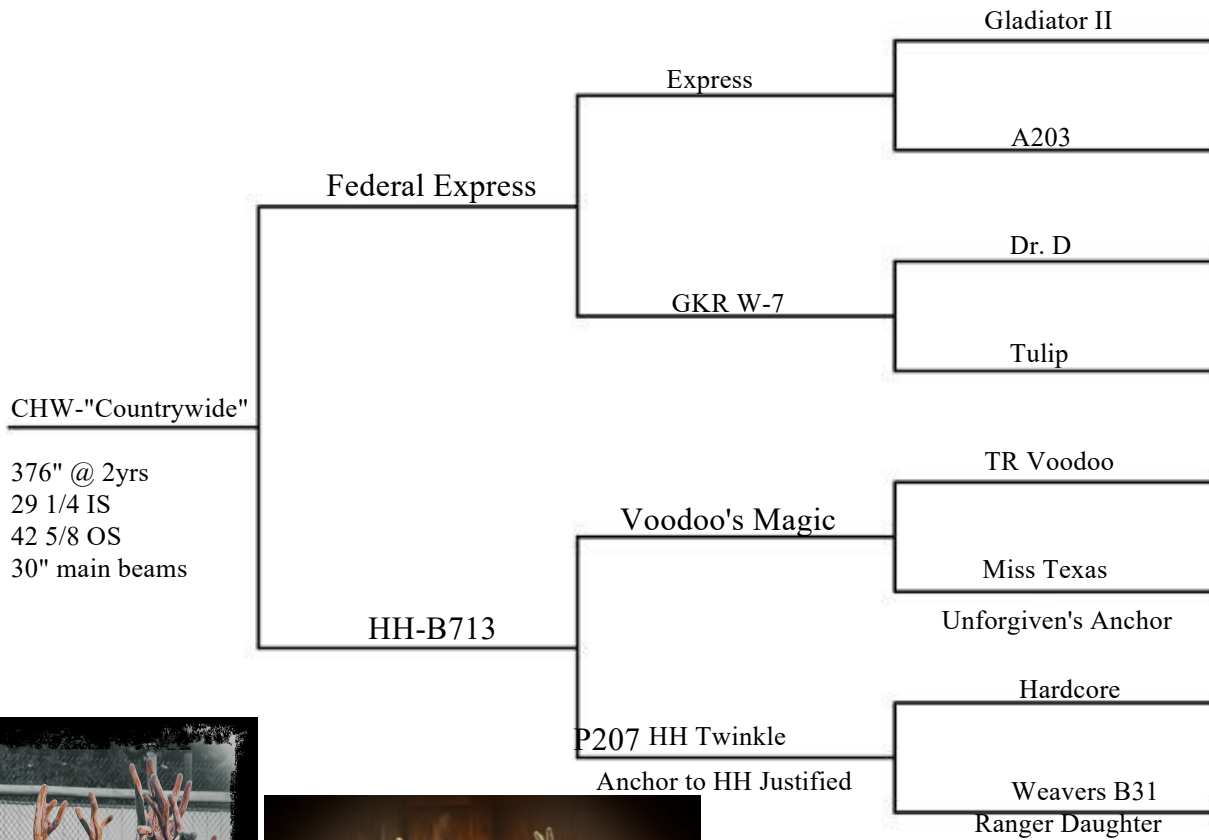 Gladiator II
Express
A203
Federal Express
Dr. D
GKR W-7
Tulip
CHW-"Countrywide"
376" @ 2yrs
29 1/4 IS
42 5/8 OS
30" main beams
TR Voodoo
Voodoo's Magic
Miss Texas
Unforgiven's Anchor
HH-B713
Hardcore
P207 HH Twinkle
Anchor to HH Justified
Weavers B31
Ranger Daughter